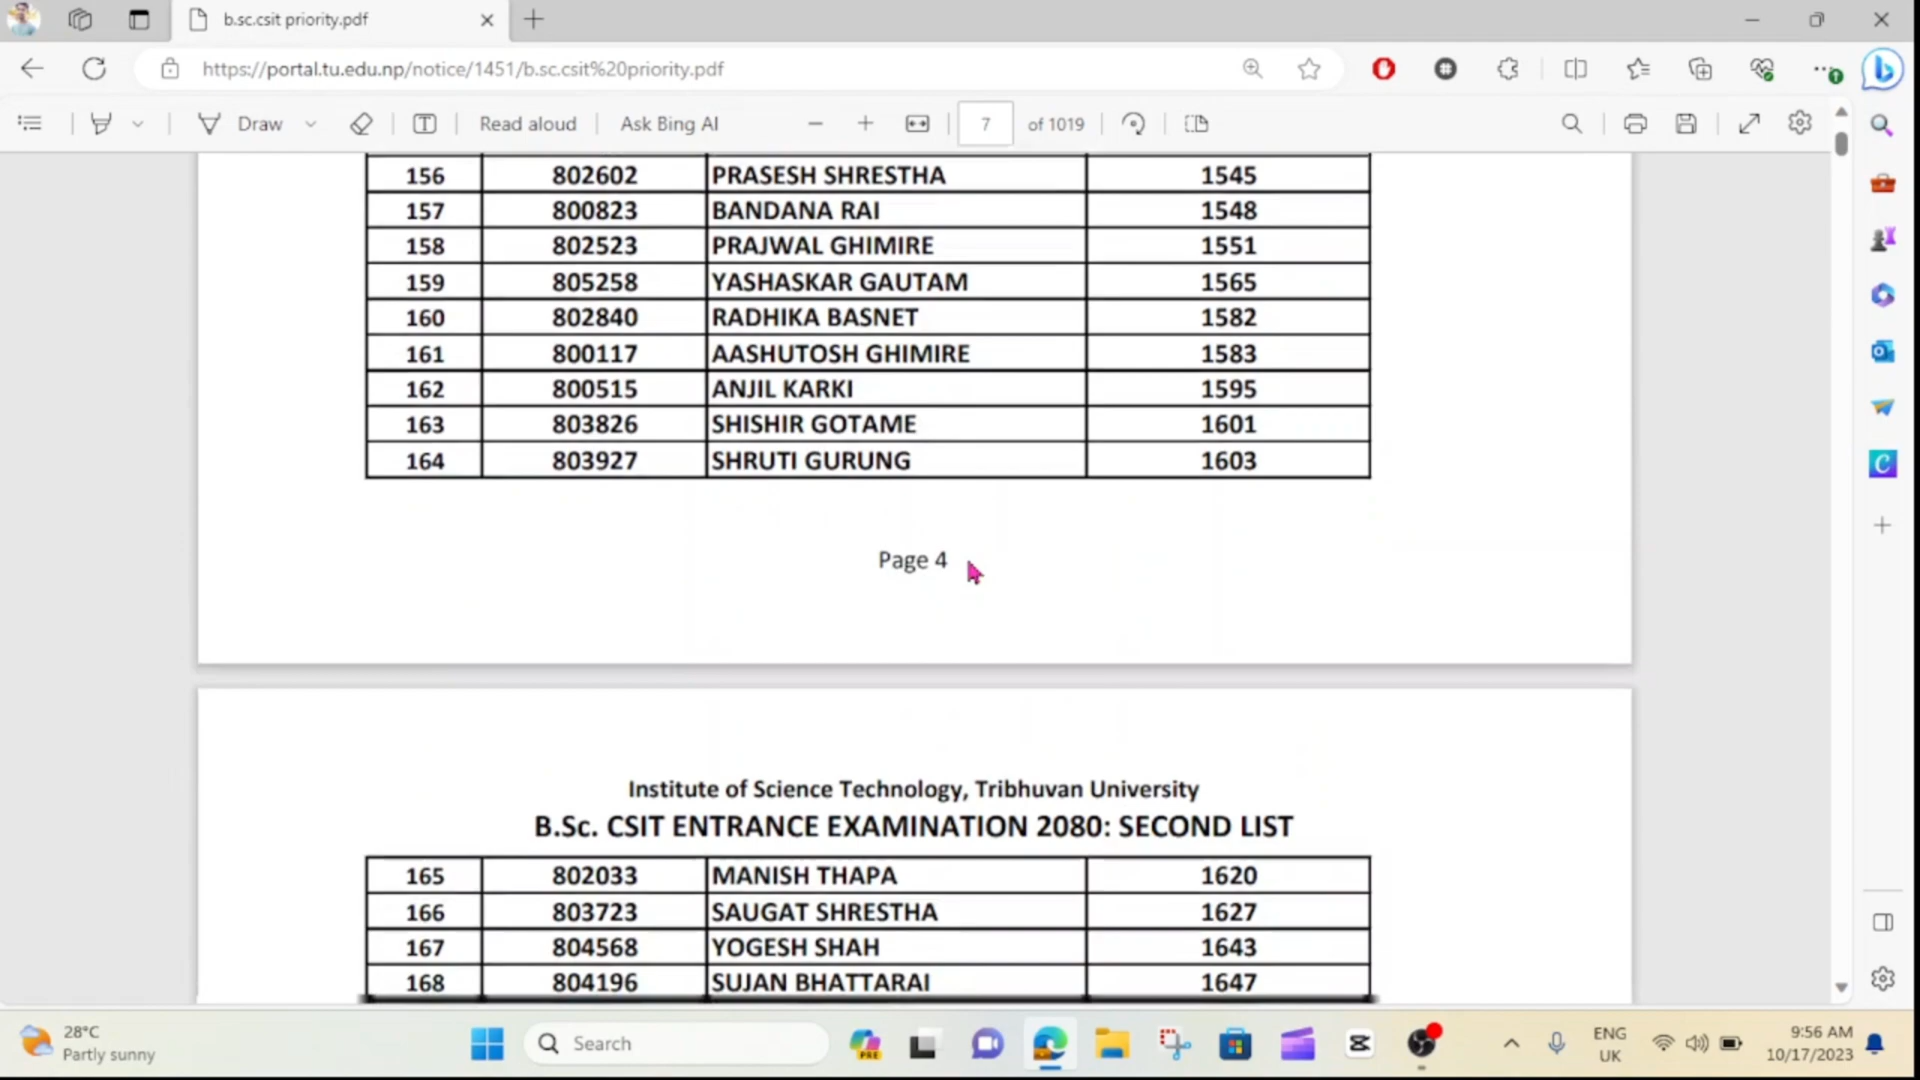 b.sc.csit priority.pdf
https://portal.tu.edu.np/notice/1451/b.sc.csit%20priority.pdf
Draw Read aloud Ask Bing AI 7 of 1019
156 802602 PRASESH SHRESTHA 1545
157 800823 BANDANA RAI 1548
158 802523 PRAJWAL GHIMIRE 1551
159 805258 YASHASKAR GAUTAM 1565
160 802840 RADHIKA BASNET 1582
161 800117 AASHUTOSH GHIMIRE 1583
162 800515 ANJIL KARKI 1595
163 803826 SHISHIR GOTAME 1601
164 803927 SHRUTI GURUNG 1603
Page 4
Institute of Science Technology, Tribhuvan University
B.Sc. CSIT ENTRANCE EXAMINATION 2080: SECOND LIST
165 802033 MANISH THAPA 1620
166 803723 SAUGAT SHRESTHA 1627
167 804568 YOGESH SHAH 1643
168 804196 SUJAN BHATTARAI 1647
28°C
Partly sunny
Search
PRE
ENG
UK
9:56 AM
10/17/2023